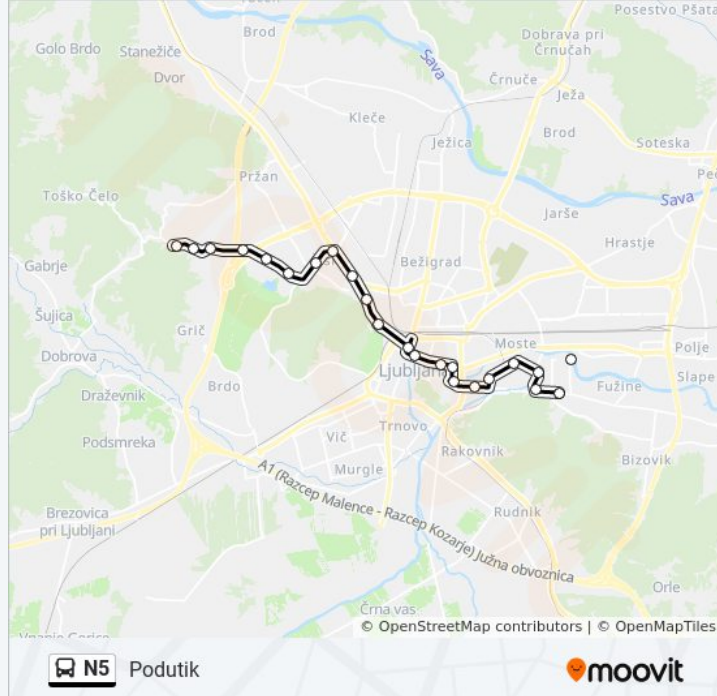 Posestvo Pšata
Brod
Dobrava pri
Črnučah
Golo Brdo
Stanežiče
Dvor
Sava
Črnuče
Ježa
Kleče
Ježica
Brod
Soteska
Pržan
Toško Čelo
Sava
Jarše
Hrastje
Gabrje
Bežigrad
Šujica
Grič
Dobrova
Moste
Polje
Ljubljana
Slape
Fužine
Brdo
Draževnik
Trnovo
Vič
Rakovnik
Podsmreka
Bizovik
Murgle
A1 (Razcep Malence - Razcep Kozarje) Južna obvoznica
Brezovica
pri Ljubljani
Rudnik
Orle
Črna vas
© OpenStreetMap contributors | © OpenMapTiles
N5 Podutik
moovit